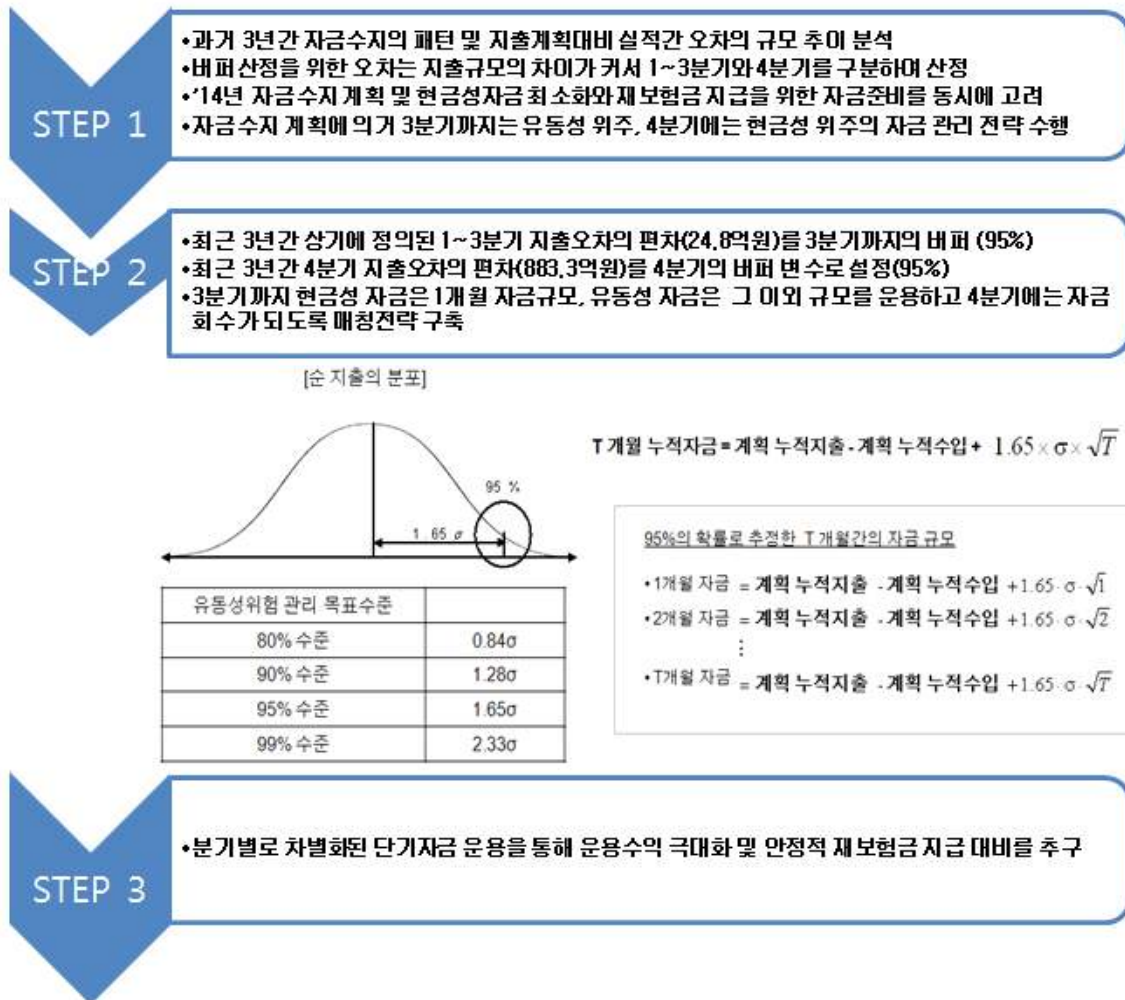 STEP 1
•과거 3년간 자금수지의 패턴 및 지출계획대비 실적간 오차의 규모 추이 분석
•버퍼산정을 위한 오차는 지출규모의 차이가 커서 1~3분기와 4분기를 구분하여 산정
•'14년 자금수지 계획 및 현금성자금 최소화와 재보험금 지급을 위한 자금준비를 동시에 고려
•자금수지 계획에 의거 3분기까지는 유동성 위주, 4분기에는 현금성 위주의 자금 관리 전략 수행
STEP 2
•최근 3년간 상기에 정의된 1~3분기 지출오차의 편차(24.8억원)를 3분기까지의 버퍼 (95%)
•최근 3년간 4분기 지출오차의 편차(883.3억원)를 4분기의 버퍼 변수로 설정(95%)
•3분기까지 현금성 자금은 1개월 자금규모, 유동성 자금은 그 이외 규모를 운용하고 4분기에는 자금
회수가 되도록 매칭전략 구축
[순 지출의 분포]
95 %
1.65 σ
T 개월 누적자금 = 계획 누적지출 - 계획 누적수입 + 1.65 × σ × √T
95%의 확률로 추정한 T 개월간의 자금 규모
•1개월 자금 = 계획 누적지출 - 계획 누적수입 +1.65·σ·√1
•2개월 자금 = 계획 누적지출 - 계획 누적수입 +1.65·σ·√2
⋮
•T개월 자금 = 계획 누적지출 - 계획 누적수입 +1.65·σ·√T
유동성위험 관리 목표수준
80% 수준 0.84σ
90% 수준 1.28σ
95% 수준 1.65σ
99% 수준 2.33σ
STEP 3
•분기별로 차별화된 단기자금 운용을 통해 운용수익 극대화 및 안정적 재보험금 지급 대비를 추구